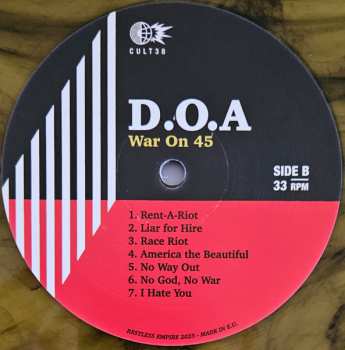 CULT38
D.O.A
War On 45
SIDE B
33 RPM
1. Rent-A-Riot
2. Liar for Hire
3. Race Riot
4. America the Beautiful
5. No Way Out
6. No God, No War
7. I Hate You
RESTLESS EMPIRE 2023 - MADE IN E.U.